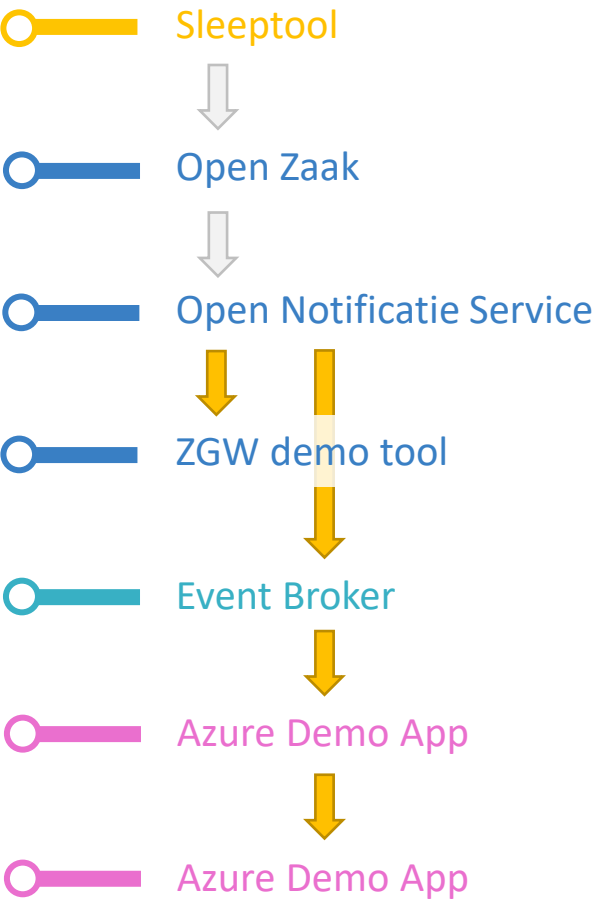 Sleeptool
Open Zaak
Open Notificatie Service
ZGW demo tool
Event Broker
Azure Demo App
Azure Demo App